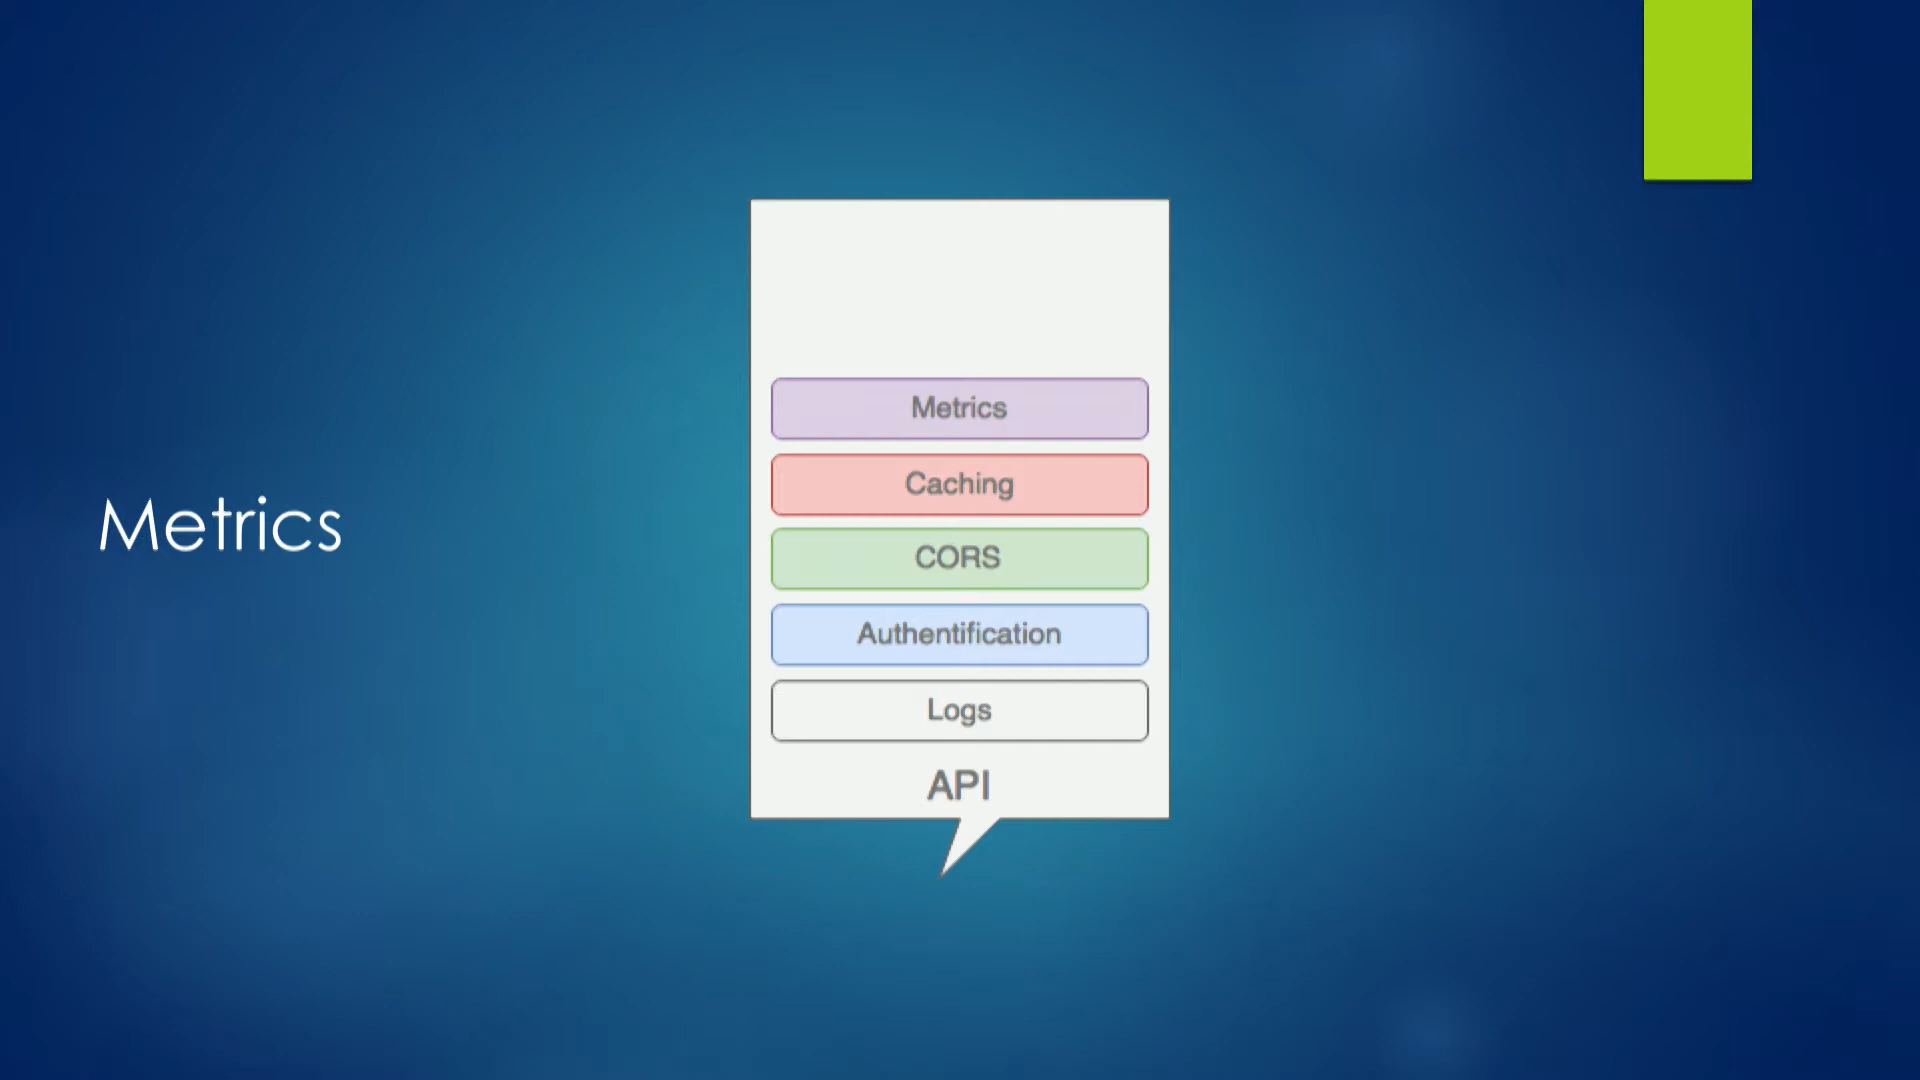 Metrics
Metrics
Caching
CORS
Authentification
Logs
API